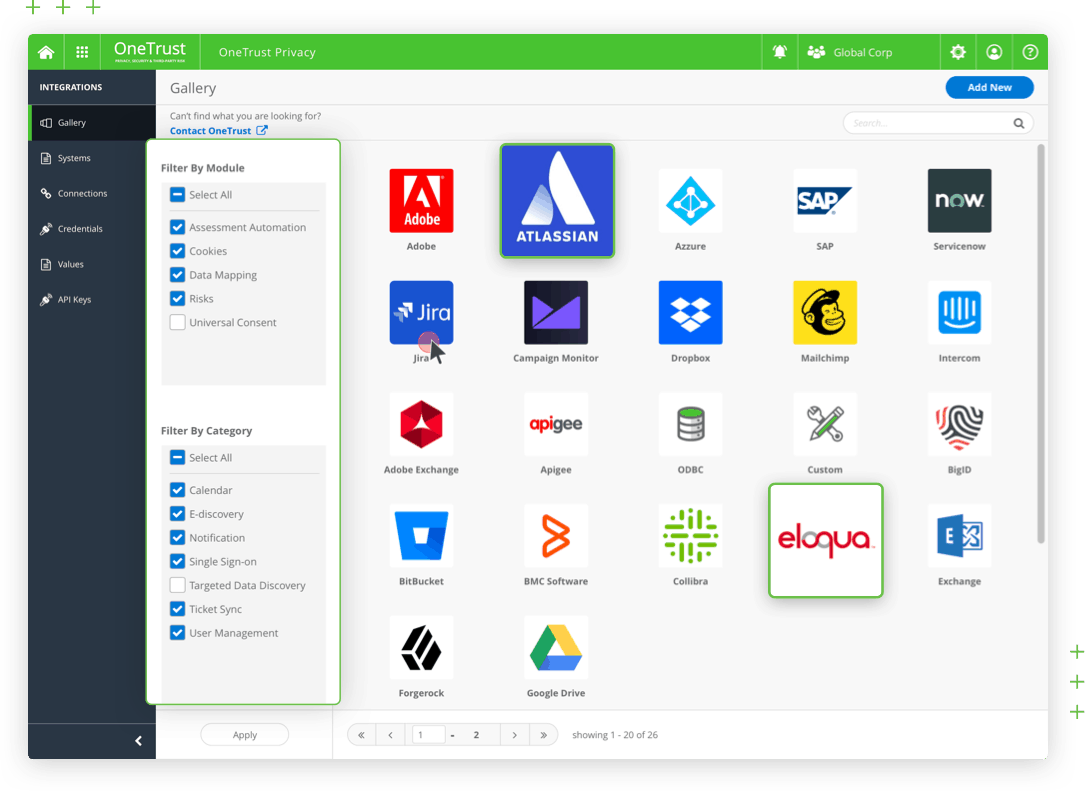 OneTrust
PRIVACY, SECURITY & THIRD-PARTY RISK
OneTrust Privacy
Global Corp
INTEGRATIONS
Gallery
Systems
Connections
Credentials
Values
API Keys
Gallery
Add New
Can't find what you are looking for?
Contact OneTrust
Search...
Filter By Module
Select All
Assessment Automation
Cookies
Data Mapping
Risks
Universal Consent
Filter By Category
Select All
Calendar
E-discovery
Notification
Single Sign-on
Targeted Data Discovery
Ticket Sync
User Management
Apply
Adobe
Adobe
ATLASSIAN
Azzure
SAP
SAP
now
Servicenow
Jira
Jira
Campaign Monitor
Dropbox
Mailchimp
Intercom
Adobe Exchange
apigee
Apigee
ODBC
Custom
BigID
BitBucket
BMC Software
Collibra
eloqua
E
Exchange
Forgerock
Google Drive
1 - 2
showing 1 - 20 of 26